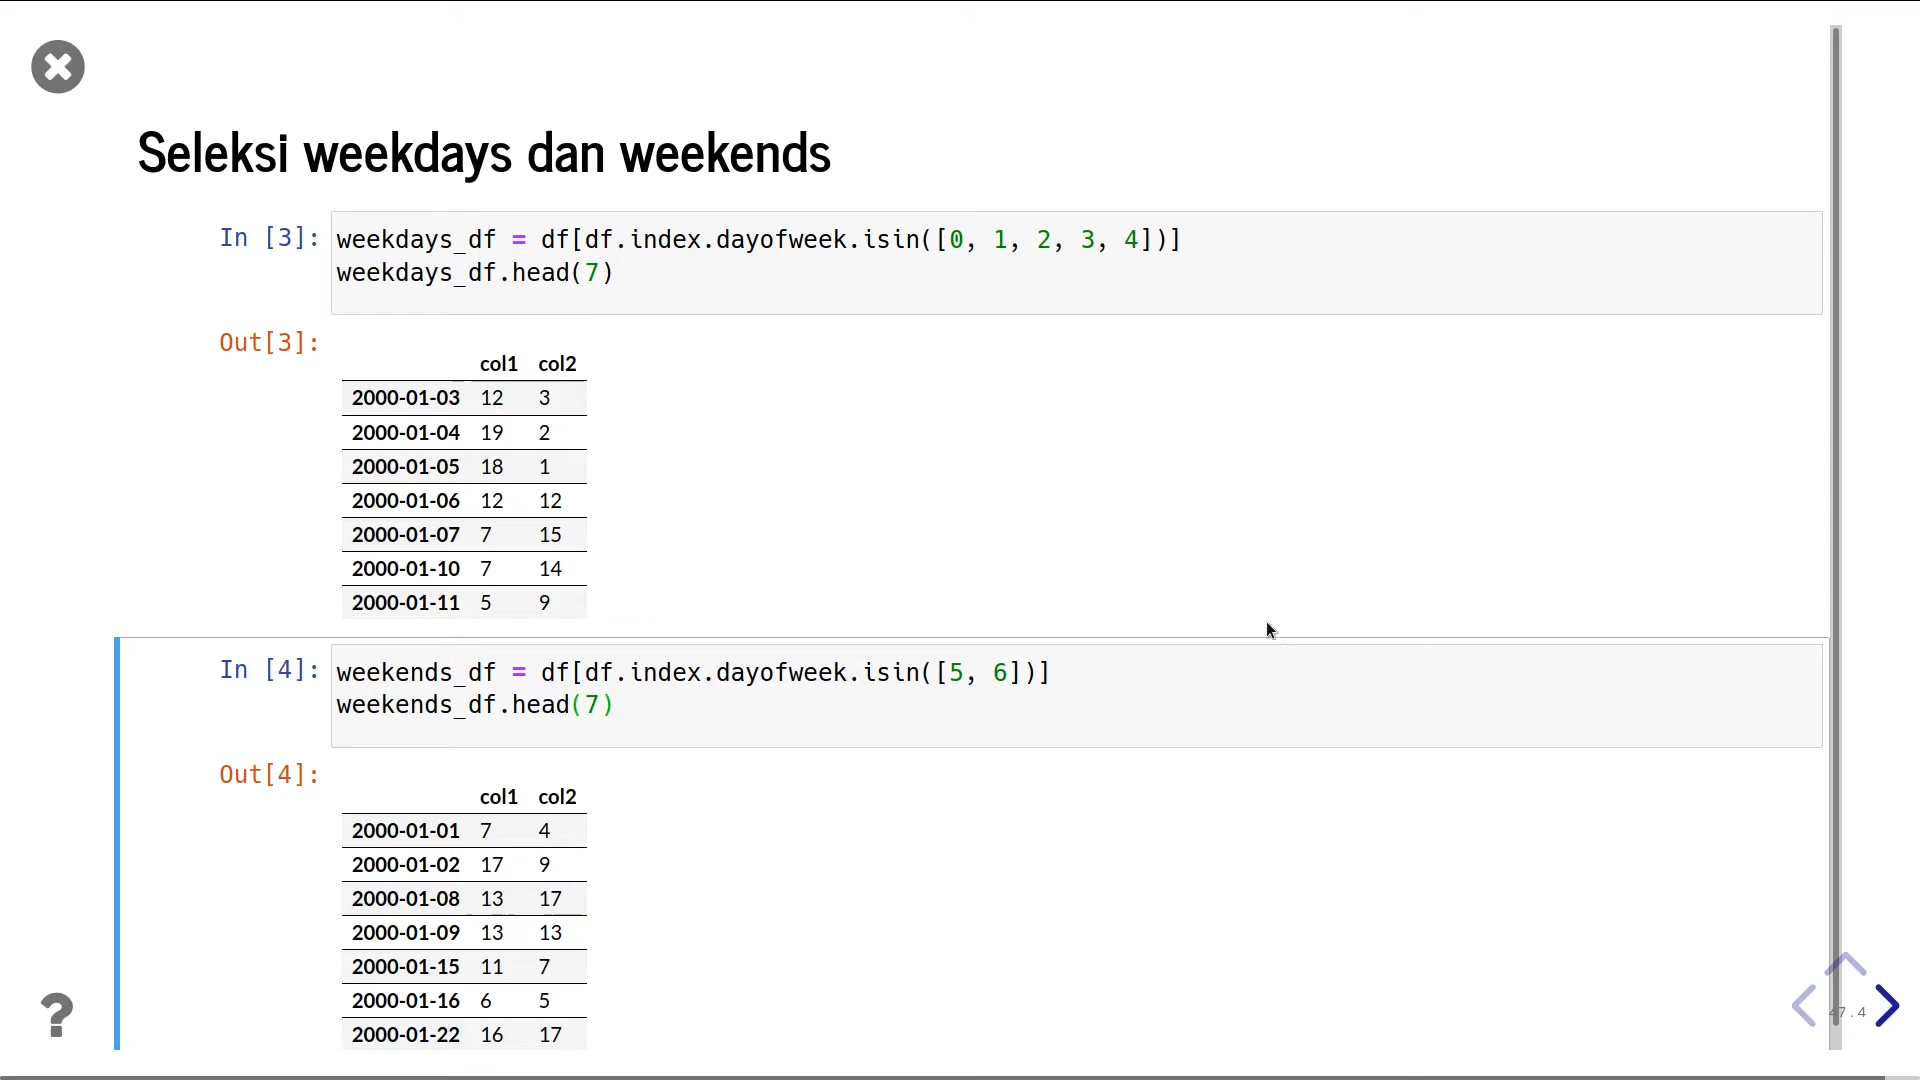 Seleksi weekdays dan weekends
In [3]: weekdays_df = df[df.index.dayofweek.isin([0, 1, 2, 3, 4])]
weekdays_df.head(7)
Out[3]:
col1 col2
2000-01-03 12 3
2000-01-04 19 2
2000-01-05 18 1
2000-01-06 12 12
2000-01-07 7 15
2000-01-10 7 14
2000-01-11 5 9
In [4]: weekends_df = df[df.index.dayofweek.isin([5, 6])]
weekends_df.head(7)
Out[4]:
col1 col2
2000-01-01 7 4
2000-01-02 17 9
2000-01-08 13 17
2000-01-09 13 13
2000-01-15 11 7
2000-01-16 6 5
2000-01-22 16 17
?